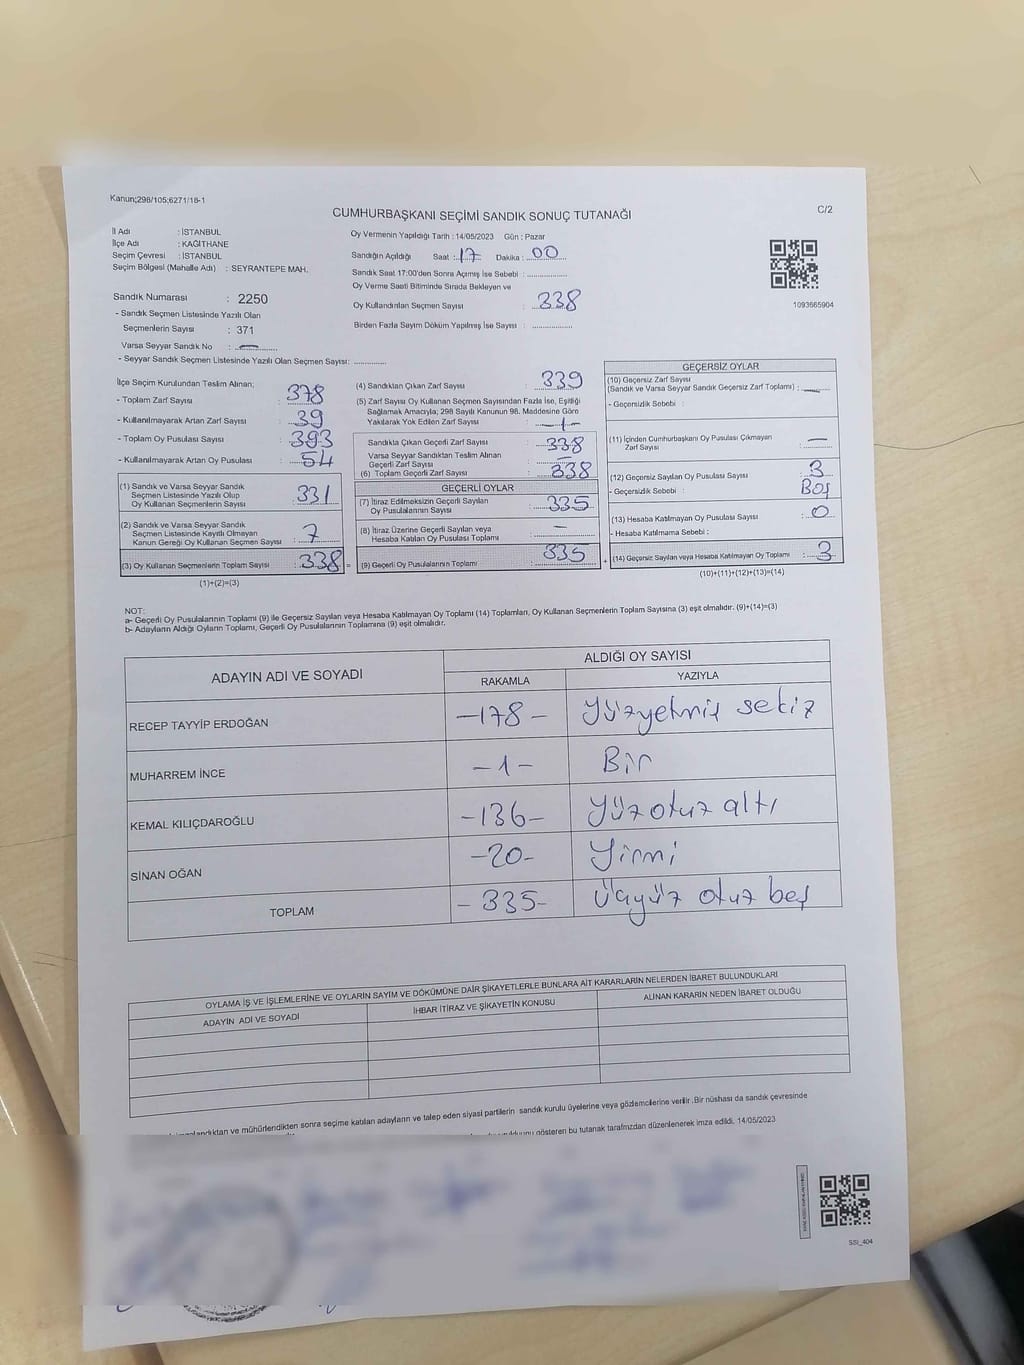 Kanun;298/105;6271/18-1
CUMHURBAŞKANI SEÇİMİ SANDIK SONUÇ TUTANAĞI
C/2
İl Adı : İSTANBUL
İlçe Adı : KAĞITHANE
Seçim Çevresi : İSTANBUL
Seçim Bölgesi (Mahalle Adı) : SEYRANTEPE MAH.
Sandık Numarası : 2250
- Sandık Seçmen Listesinde Yazılı Olan
Seçmenlerin Sayısı : 371
Varsa Seyyar Sandık No : —
- Seyyar Sandık Seçmen Listesinde Yazılı Olan Seçmen Sayısı: ............
Oy Vermenin Yapıldığı Tarih : 14/05/2023 Gün : Pazar
Sandığın Açıldığı Saat : 17 Dakika : 00
Sandık Saat 17:00'den Sonra Açılmış İse Sebebi : ..............
Oy Verme Saati Bitiminde Sırada Bekleyen ve
Oy Kullandırılan Seçmen Sayısı : 338
Birden Fazla Sayım Döküm Yapılmış İse Sayısı : ..............
1093665904
İlçe Seçim Kurulundan Teslim Alınan;
- Toplam Zarf Sayısı : 378
- Kullanılmayarak Artan Zarf Sayısı : 39
- Toplam Oy Pusulası Sayısı : 393
- Kullanılmayarak Artan Oy Pusulası : 54
(1) Sandık ve Varsa Seyyar Sandık
Seçmen Listesinde Yazılı Olup
Oy Kullanan Seçmenlerin Sayısı : 331
(2) Sandık ve Varsa Seyyar Sandık
Seçmen Listesinde Kayıtlı Olmayan
Kanun Gereği Oy Kullanan Seçmen Sayısı : 7
(3) Oy Kullanan Seçmenlerin Toplam Sayısı : 338 =
(1)+(2)=(3)
(4) Sandıktan Çıkan Zarf Sayısı : 339
(5) Zarf Sayısı Oy Kullanan Seçmen Sayısından Fazla İse, Eşitliği
Sağlamak Amacıyla; 298 Sayılı Kanunun 98. Maddesine Göre
Yakılarak Yok Edilen Zarf Sayısı : -1-
Sandıkta Çıkan Geçerli Zarf Sayısı : 338
Varsa Seyyar Sandıktan Teslim Alınan
Geçerli Zarf Sayısı : —
(6) Toplam Geçerli Zarf Sayısı : 338
GEÇERLİ OYLAR
(7) İtiraz Edilmeksizin Geçerli Sayılan
Oy Pusulalarının Sayısı : 335
(8) İtiraz Üzerine Geçerli Sayılan veya
Hesaba Katılan Oy Pusulası Toplamı : —
(9) Geçerli Oy Pusulalarının Toplamı : 335 +
GEÇERSİZ OYLAR
(10) Geçersiz Zarf Sayısı
(Sandık ve Varsa Seyyar Sandık Geçersiz Zarf Toplamı) : —
- Geçersizlik Sebebi :
(11) İçinden Cumhurbaşkanı Oy Pusulası Çıkmayan
Zarf Sayısı : —
(12) Geçersiz Sayılan Oy Pusulası Sayısı : 3
- Geçersizlik Sebebi : Boş
(13) Hesaba Katılmayan Oy Pusulası Sayısı : 0
- Hesaba Katılmama Sebebi :
(14) Geçersiz Sayılan veya Hesaba Katılmayan Oy Toplamı : 3
(10)+(11)+(12)+(13)=(14)
NOT:
a- Geçerli Oy Pusulalarının Toplamı (9) ile Geçersiz Sayılan veya Hesaba Katılmayan Oy Toplamı (14) Toplamları, Oy Kullanan Seçmenlerin Toplam Sayısına (3) eşit olmalıdır. (9)+(14)=(3)
b- Adayların Aldığı Oyların Toplamı, Geçerli Oy Pusulalarının Toplamına (9) eşit olmalıdır.
ADAYIN ADI VE SOYADI
ALDIĞI OY SAYISI
RAKAMLA YAZIYLA
RECEP TAYYİP ERDOĞAN -178- Yüzyetmiş sekiz
MUHARREM İNCE -1- Bir
KEMAL KILIÇDAROĞLU -136- Yüz otuz altı
SİNAN OĞAN -20- Yirmi
TOPLAM -335- Üçyüz otuz beş
OYLAMA İŞ VE İŞLEMLERİNE VE OYLARIN SAYIM VE DÖKÜMÜNE DAİR ŞİKAYETLERLE BUNLARA AİT KARARLARIN NELERDEN İBARET BULUNDUKLARI
ADAYIN ADI VE SOYADI İHBAR İTİRAZ VE ŞİKAYETİN KONUSU ALINAN KARARIN NEDEN İBARET OLDUĞU
ve mühürlendikten sonra seçime katılan adayların ve talep eden siyasi partilerin sandık kurulu üyelerine veya gözlemcilerine verilir .Bir nüshası da sandık çevresinde
gösteren bu tutanak tarafımızdan düzenlenerek imza edildi. 14/05/2023
SSİ_404